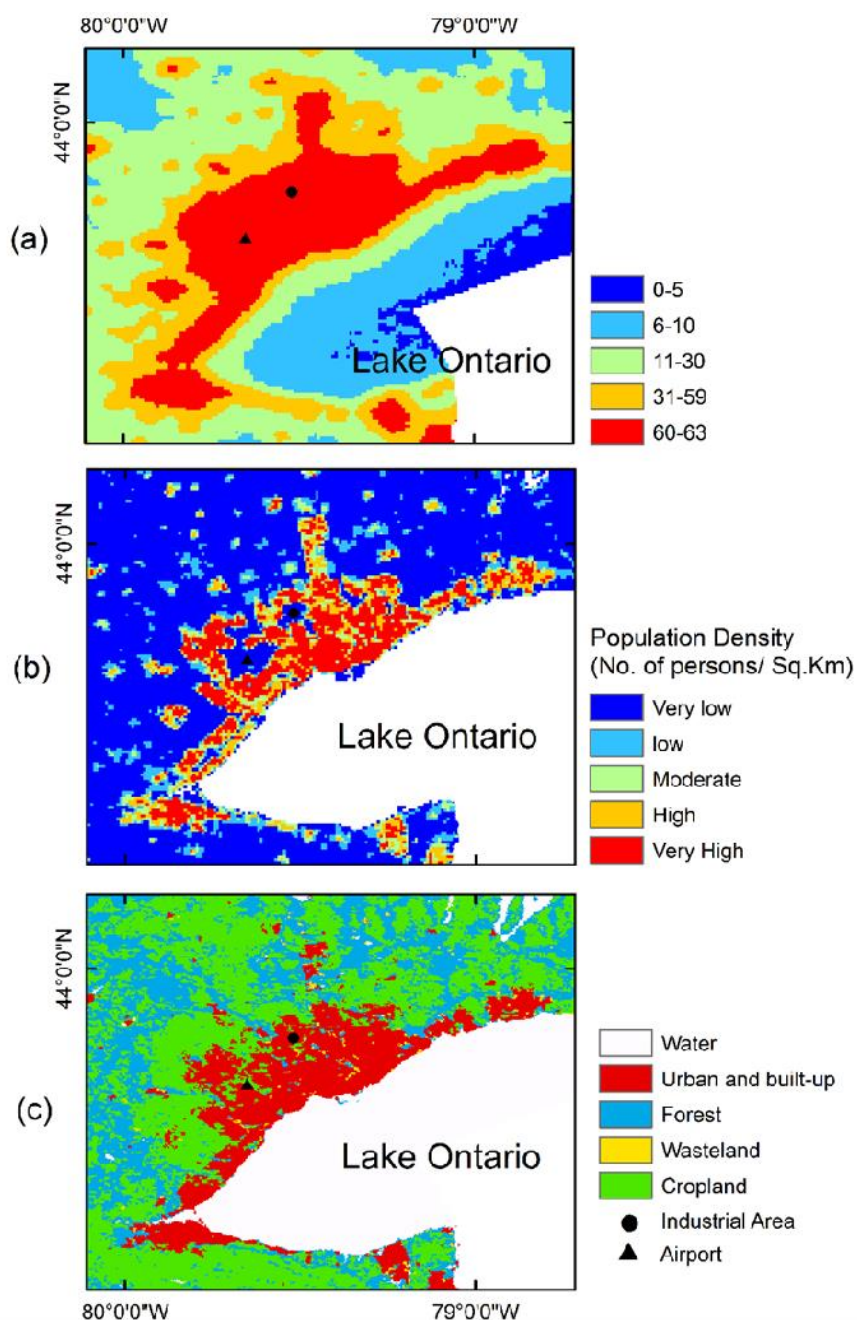 80°0'0"W 79°0'0"W
44°0'0"N
(a)
Lake Ontario
0-5
6-10
11-30
31-59
60-63
44°0'0"N
(b)
Lake Ontario
Population Density
(No. of persons/ Sq.Km)
Very low
low
Moderate
High
Very High
44°0'0"N
(c)
Lake Ontario
Water
Urban and built-up
Forest
Wasteland
Cropland
Industrial Area
Airport
80°0'0"W 79°0'0"W